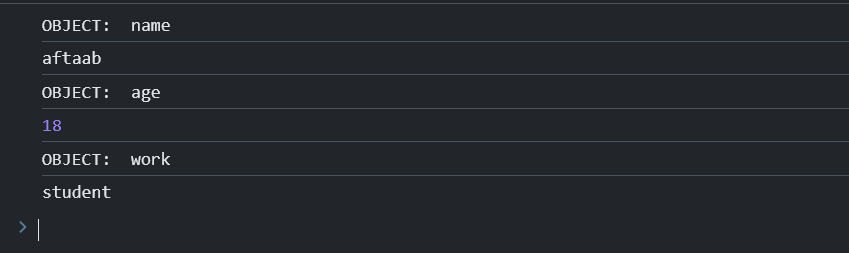 OBJECT:  name
aftaab
OBJECT:  age
18
OBJECT:  work
student
>